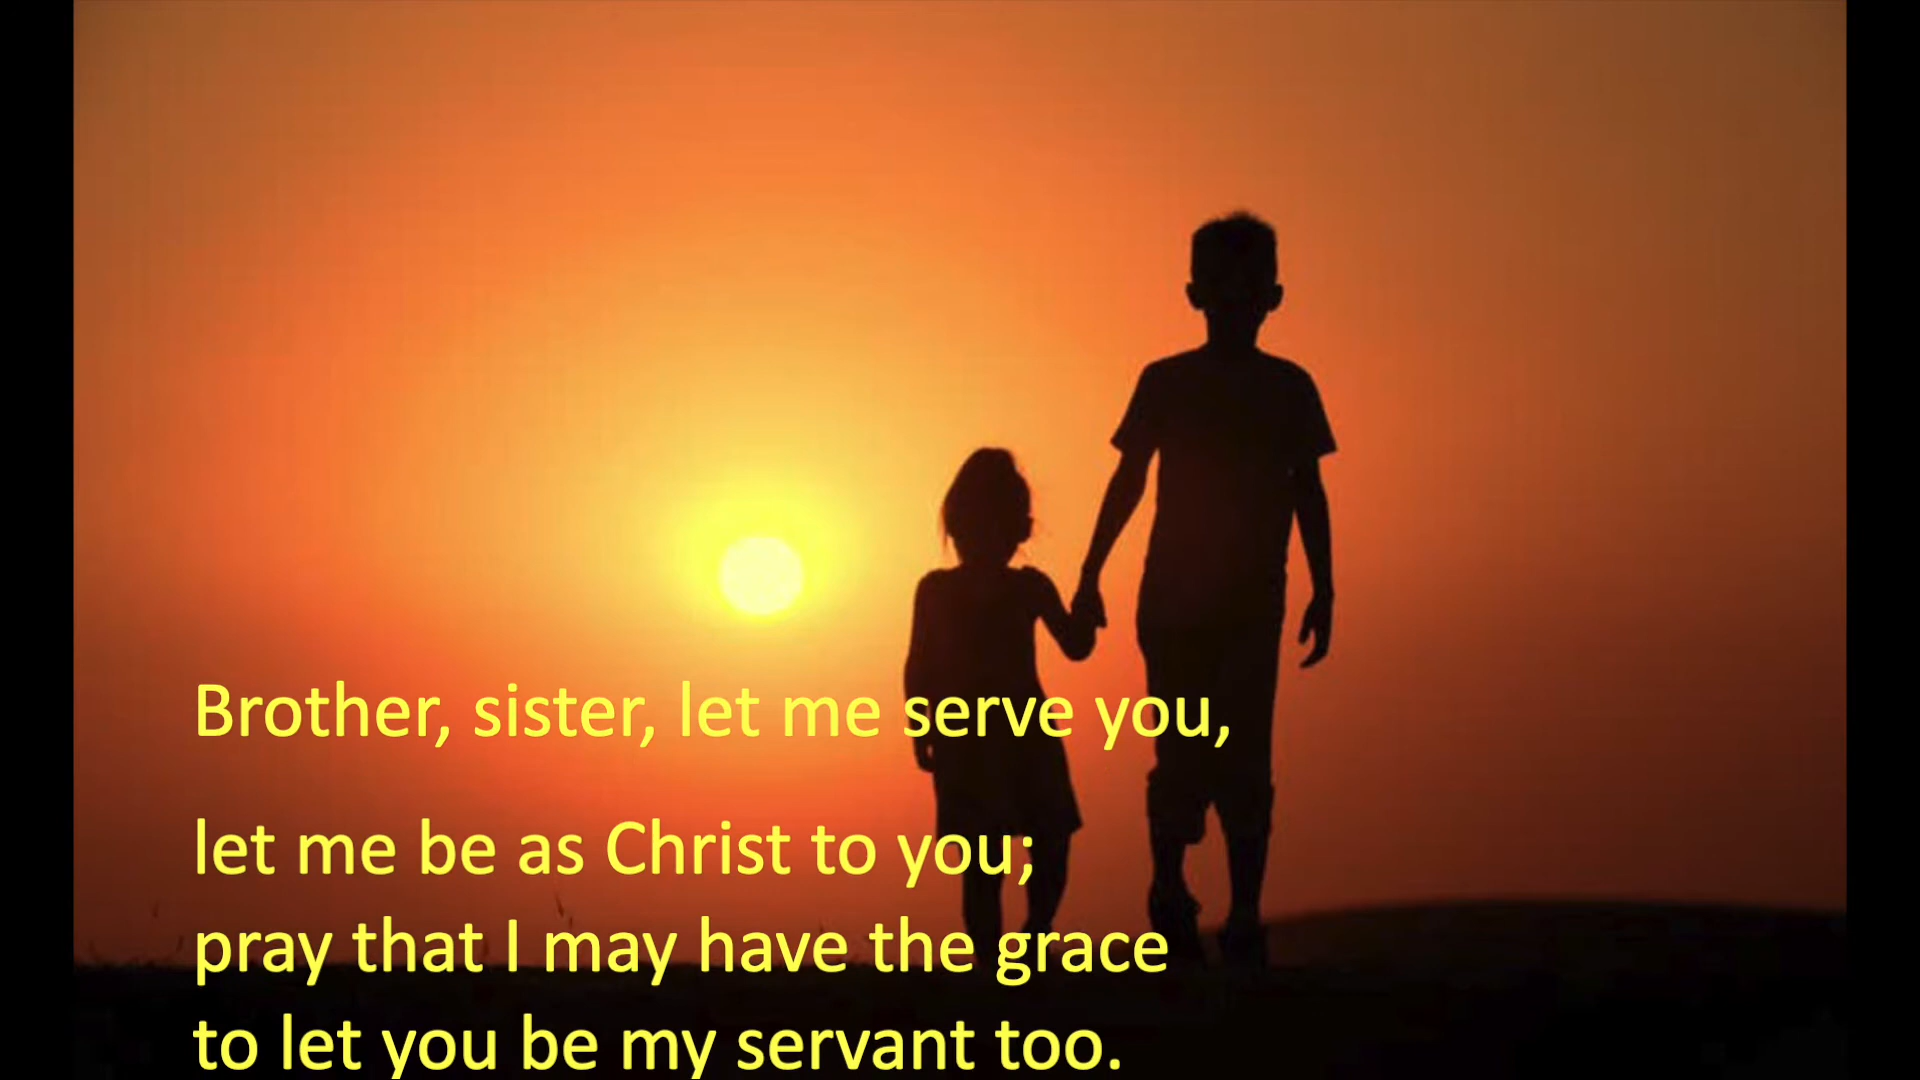 Brother, sister, let me serve you,
let me be as Christ to you;
pray that I may have the grace
to let you be my servant too.